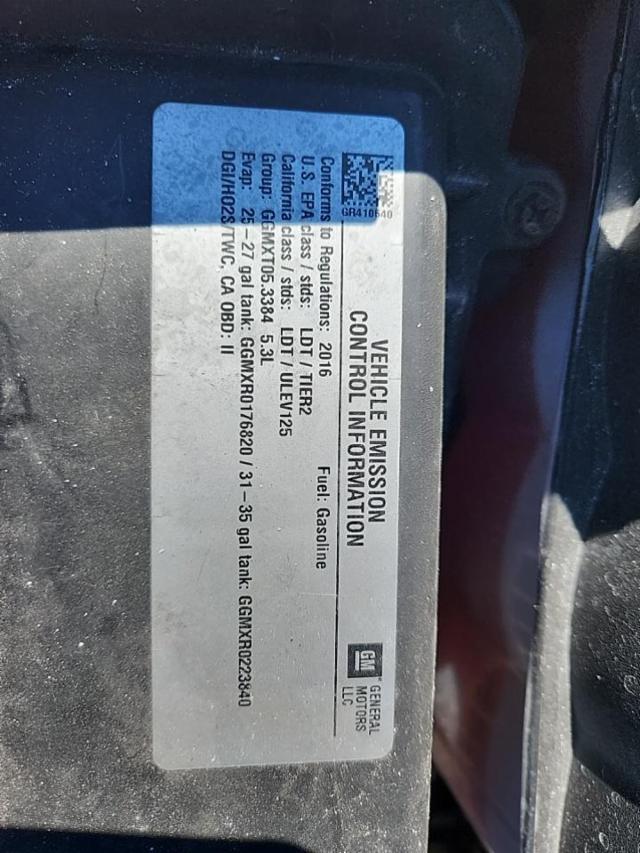 GR410640
VEHICLE EMISSION
CONTROL INFORMATION
GM
GENERAL
MOTORS
LLC
Conforms to Regulations: 2016 Fuel: Gasoline
U.S. EPA class / stds: LDT / TIER2
California class / stds: LDT / ULEV125
Group: GGMXT05.3384 5.3L
Evap: 25-27 gal tank: GGMXR0176820 / 31-35 gal tank: GGMXR0223840
DGI/HO2S/TWC, CA OBD: II